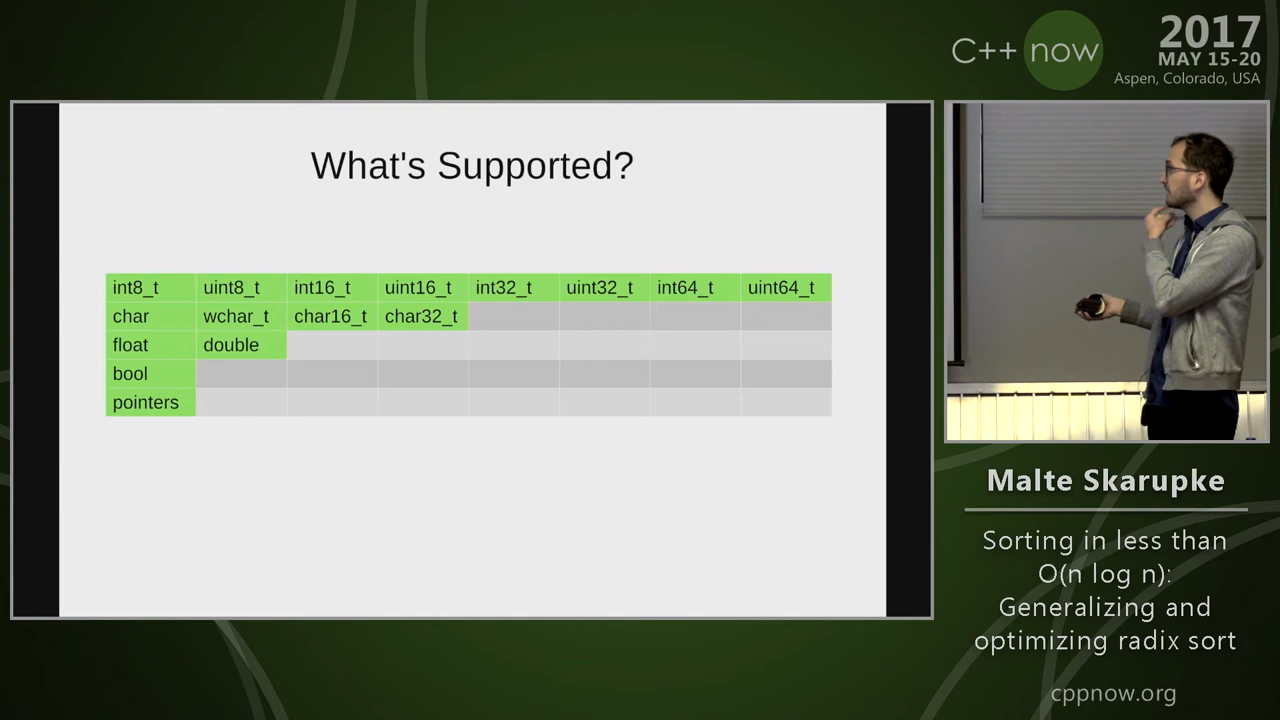 C++ now
2017
MAY 15-20
Aspen, Colorado, USA
What's Supported?
int8_t uint8_t int16_t uint16_t int32_t uint32_t int64_t uint64_t
char wchar_t char16_t char32_t
float double
bool
pointers
Malte Skarupke
Sorting in less than
O(n log n):
Generalizing and
optimizing radix sort
cppnow.org